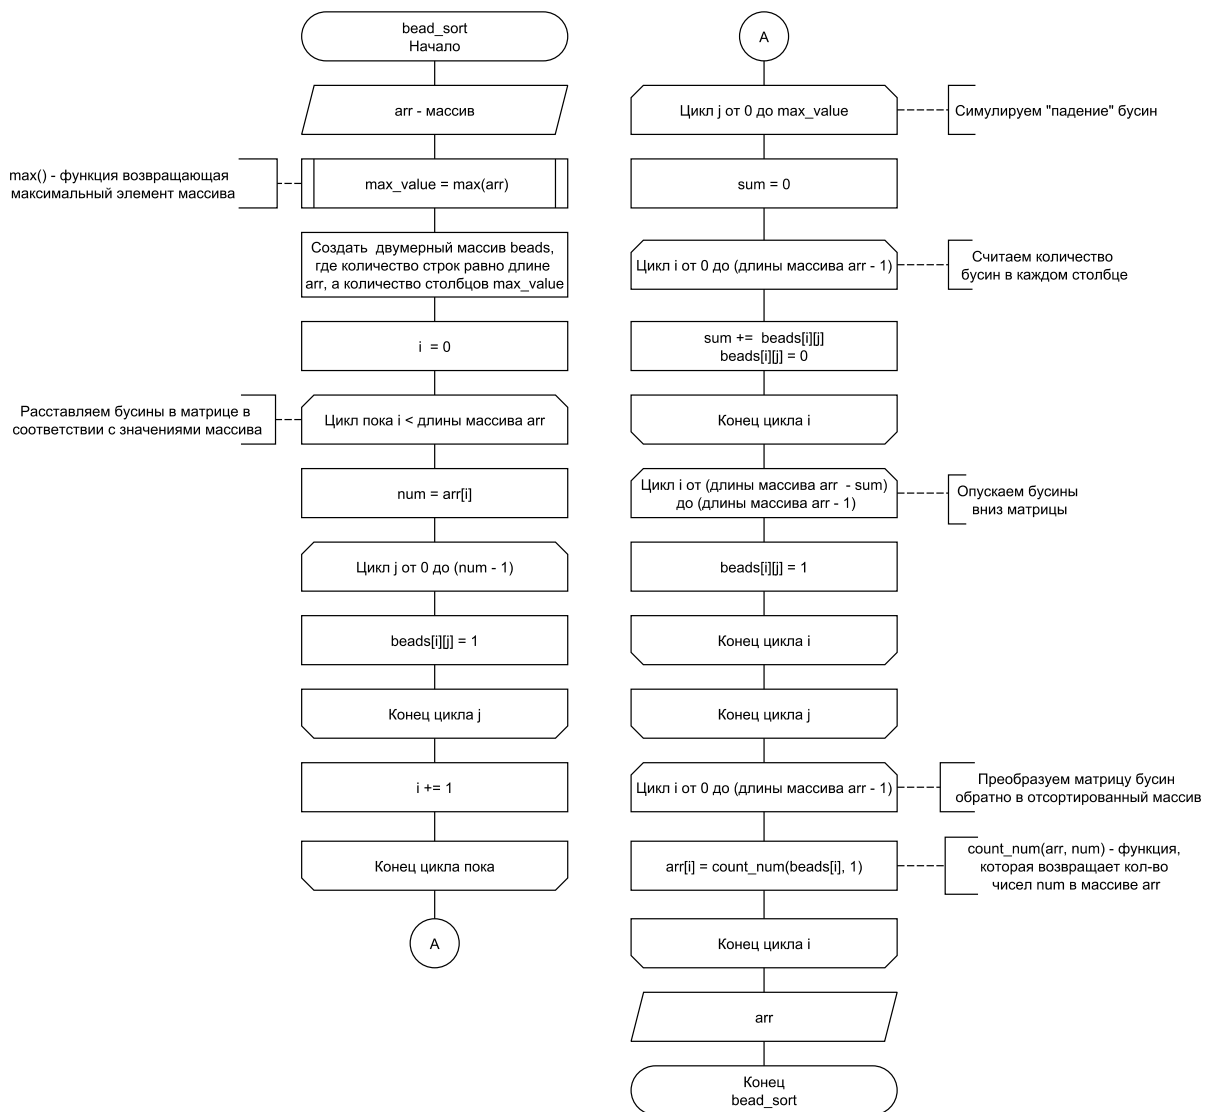 bead_sort
Начало
arr - массив
max() - функция возвращающая
максимальный элемент массива
max_value = max(arr)
Создать двумерный массив beads,
где количество строк равно длине
arr, а количество столбцов max_value
i = 0
Расставляем бусины в матрице в
соответствии с значениями массива
Цикл пока i < длины массива arr
num = arr[i]
Цикл j от 0 до (num - 1)
beads[i][j] = 1
Конец цикла j
i += 1
Конец цикла пока
A
A
Цикл j от 0 до max_value
Симулируем "падение" бусин
sum = 0
Цикл i от 0 до (длины массива arr - 1)
Считаем количество
бусин в каждом столбце
sum += beads[i][j]
beads[i][j] = 0
Конец цикла i
Цикл i от (длины массива arr - sum)
до (длины массива arr - 1)
Опускаем бусины
вниз матрицы
beads[i][j] = 1
Конец цикла i
Конец цикла j
Цикл i от 0 до (длины массива arr - 1)
Преобразуем матрицу бусин
обратно в отсортированный массив
arr[i] = count_num(beads[i], 1)
count_num(arr, num) - функция,
которая возвращает кол-во
чисел num в массиве arr
Конец цикла i
arr
Конец
bead_sort